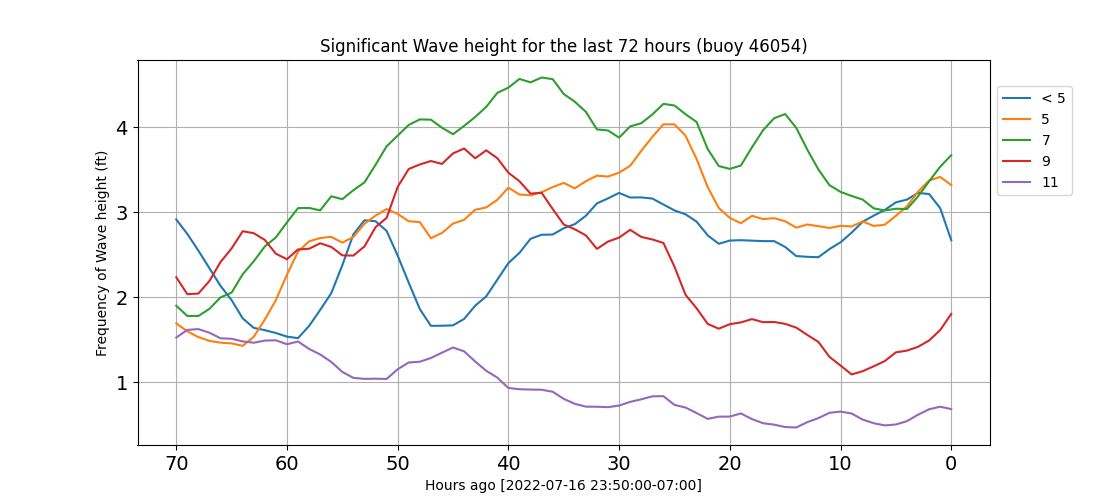 Significant Wave height for the last 72 hours (buoy 46054)
Frequency of Wave height (ft)
4
3
2
1
70 60 50 40 30 20 10 0
Hours ago [2022-07-16 23:50:00-07:00]
< 5
5
7
9
11